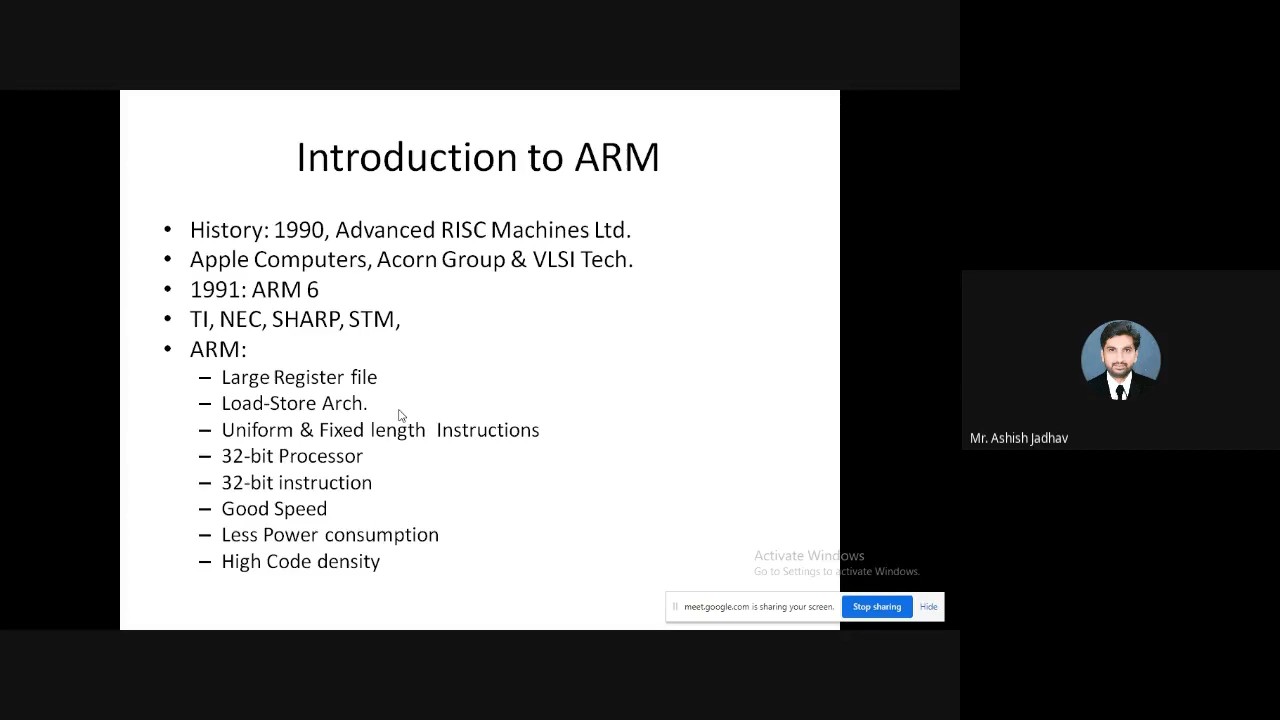 Introduction to ARM
• History: 1990, Advanced RISC Machines Ltd.
• Apple Computers, Acorn Group & VLSI Tech.
• 1991: ARM 6
• TI, NEC, SHARP, STM,
• ARM:
– Large Register file
– Load-Store Arch.
– Uniform & Fixed length Instructions
– 32-bit Processor
– 32-bit instruction
– Good Speed
– Less Power consumption
– High Code density
Mr. Ashish Jadhav
Activate Windows
Go to Settings to activate Windows.
meet.google.com is sharing your screen. Stop sharing Hide